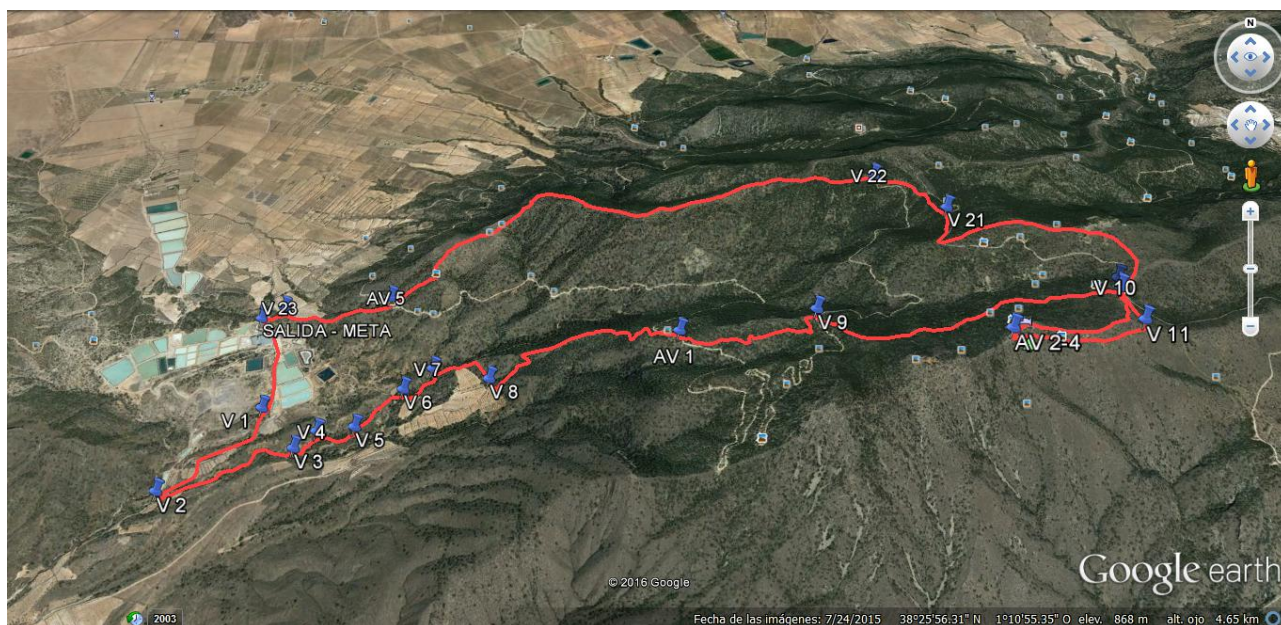 N
V 22
V 21
AV 5
V 10
V 23
SALIDA - META
V 9
V 11
AV 1
AV 2-4
V 7
V 8
V 6
V 1
V 4
V 5
V 3
V 2
Google earth
© 2016 Google
2003
Fecha de las imágenes: 7/24/2015 38°25'56.31" N 1°10'55.35" O elev. 868 m alt. ojo 4.65 km